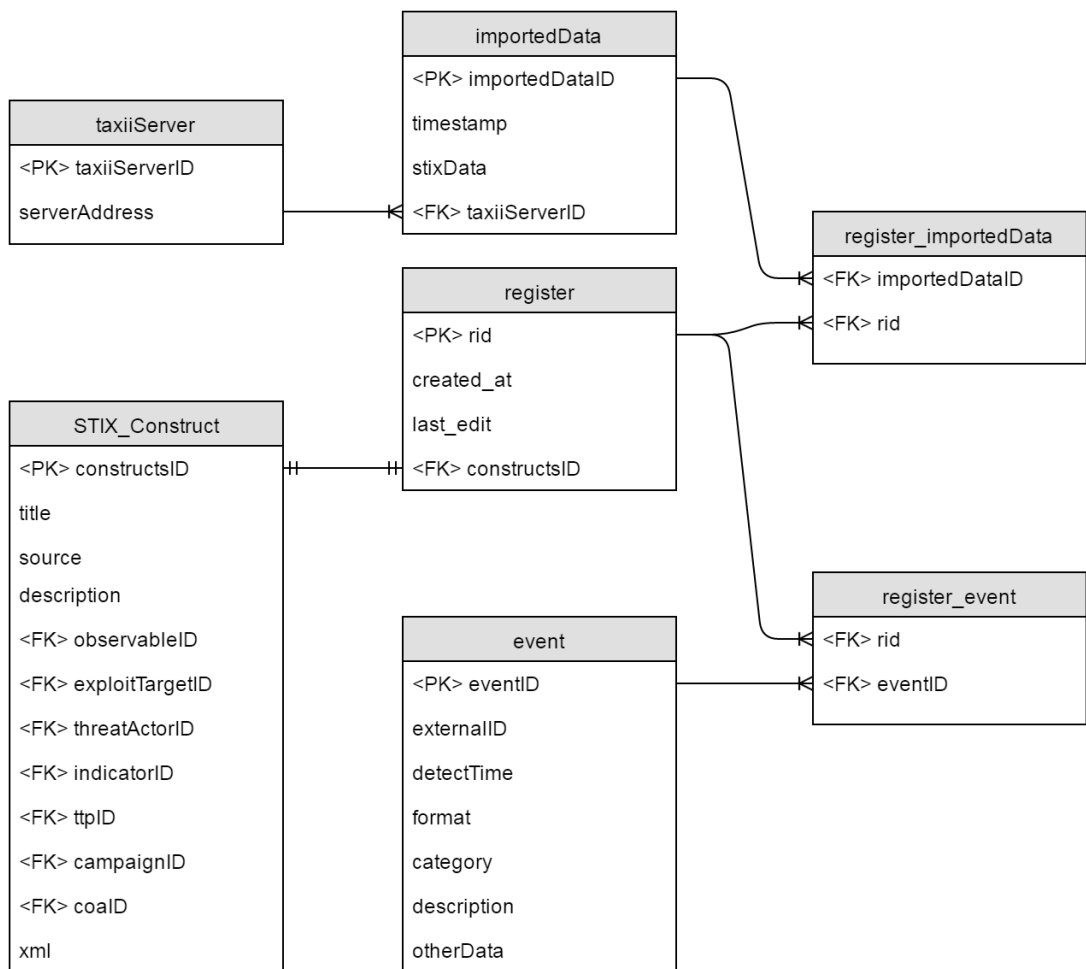 taxiiServer
<PK> taxiiServerID
serverAddress
importedData
<PK> importedDataID
timestamp
stixData
<FK> taxiiServerID
register_importedData
<FK> importedDataID
<FK> rid
register
<PK> rid
created_at
last_edit
<FK> constructsID
STIX_Construct
<PK> constructsID
title
source
description
<FK> observableID
<FK> exploitTargetID
<FK> threatActorID
<FK> indicatorID
<FK> ttpID
<FK> campaignID
<FK> coaID
xml
event
<PK> eventID
externalID
detectTime
format
category
description
otherData
register_event
<FK> rid
<FK> eventID